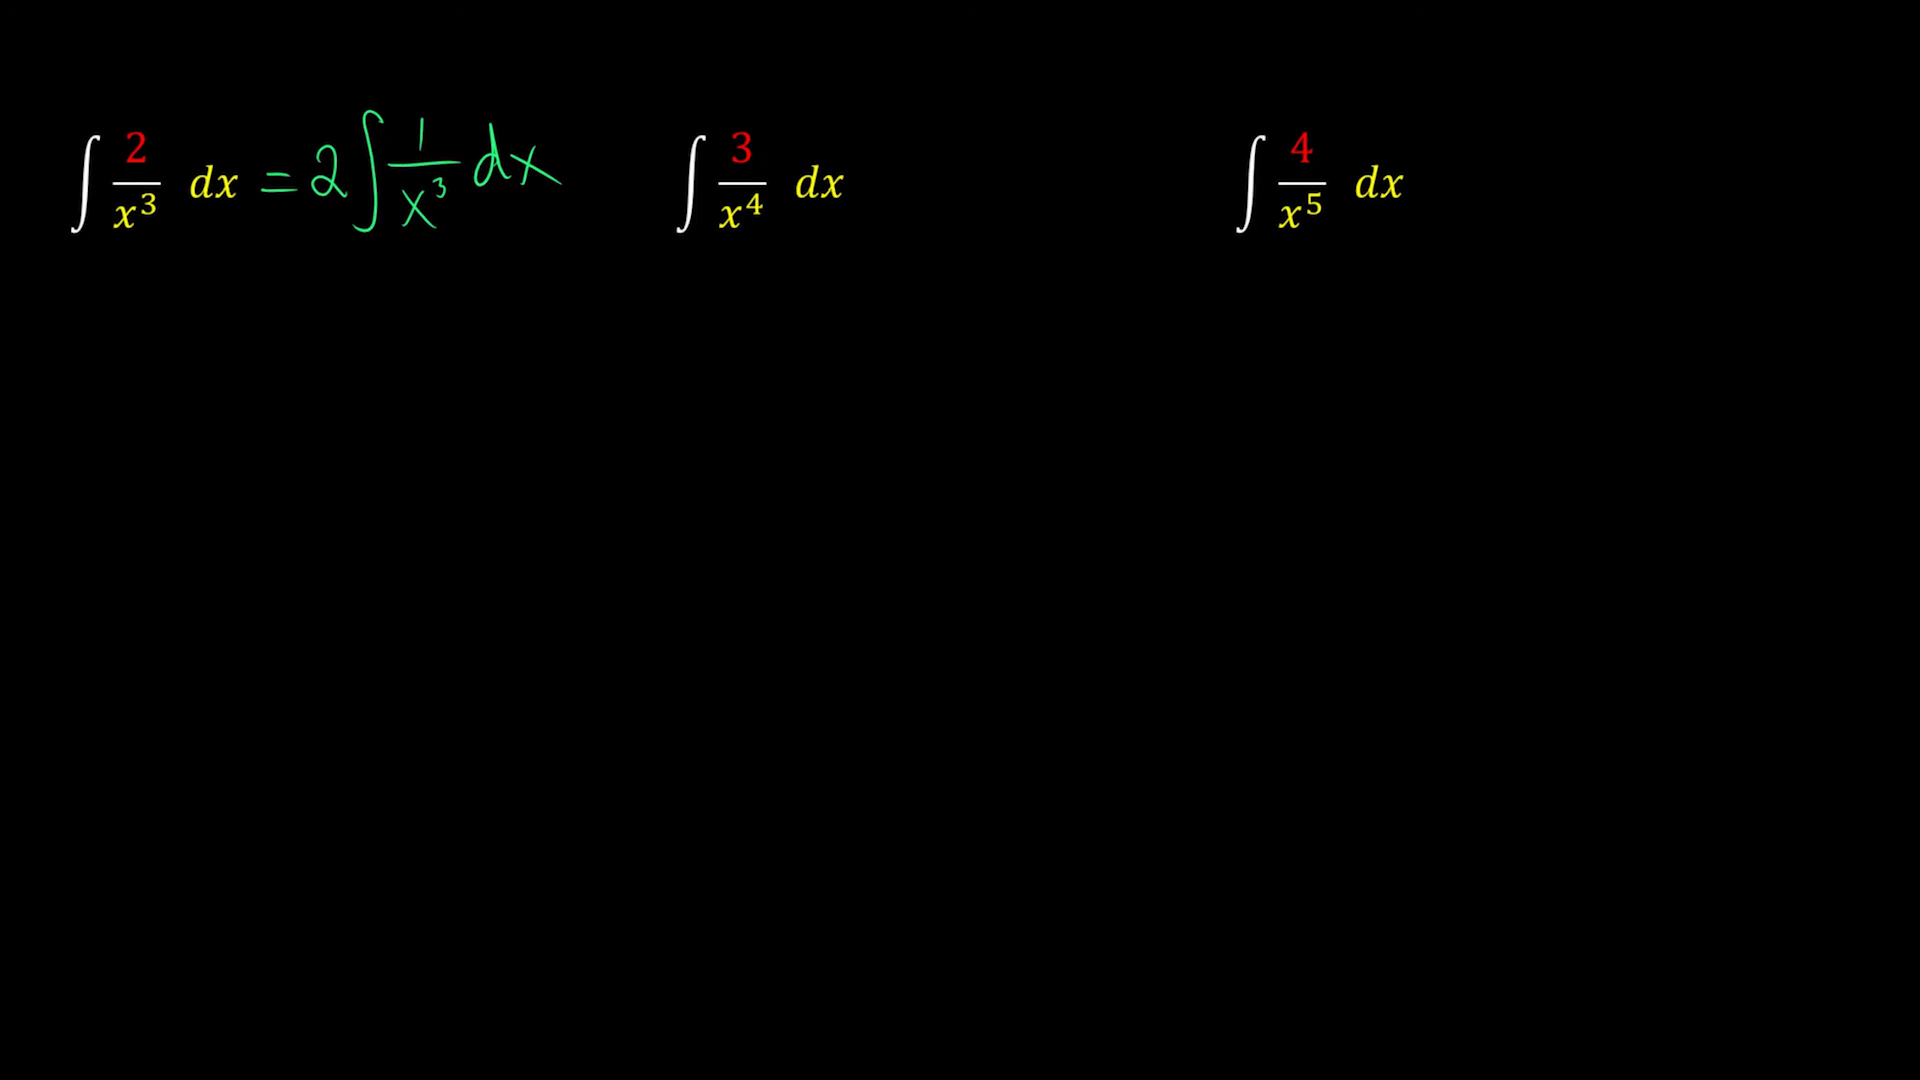 ∫ 2/x³ dx = 2∫ 1/x³ dx
∫ 3/x⁴ dx
∫ 4/x⁵ dx